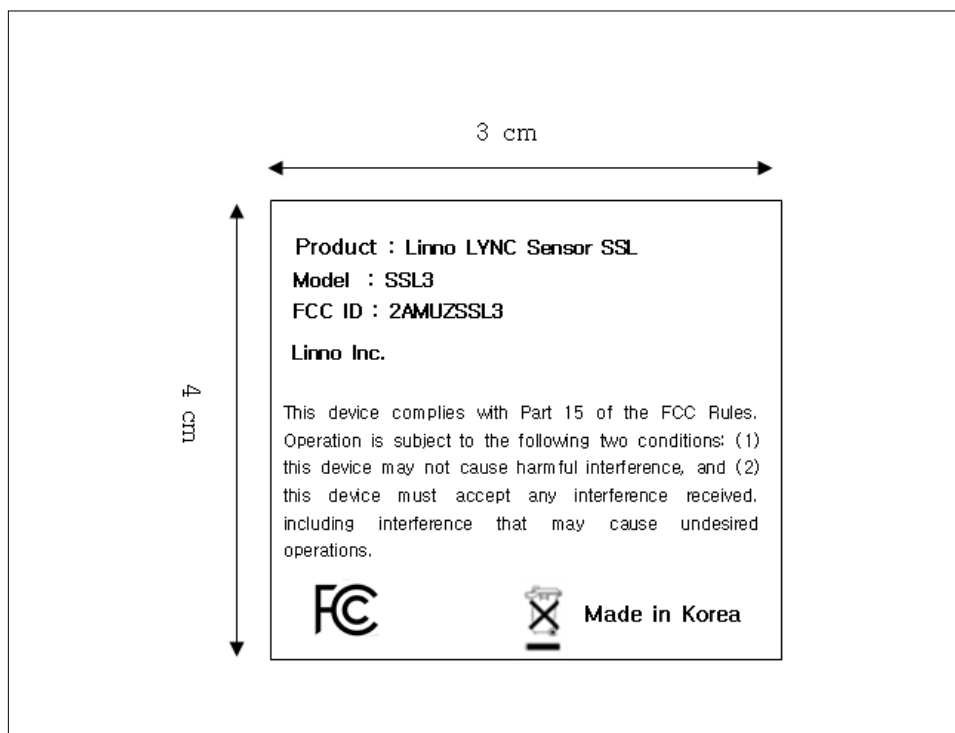 3 cm
4 cm
Product : Linno LYNC Sensor SSL
Model : SSL3
FCC ID : 2AMUZSSL3
Linno Inc.
This device complies with Part 15 of the FCC Rules.
Operation is subject to the following two conditions: (1)
this device may not cause harmful interference, and (2)
this device must accept any interference received.
including interference that may cause undesired
operations.
FC Made in Korea